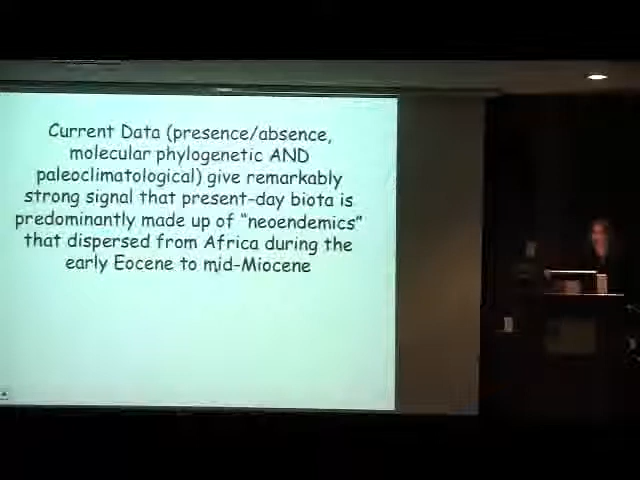 Current Data (presence/absence,
molecular phylogenetic AND
paleoclimatological) give remarkably
strong signal that present-day biota is
predominantly made up of “neoendemics”
that dispersed from Africa during the
early Eocene to mid-Miocene